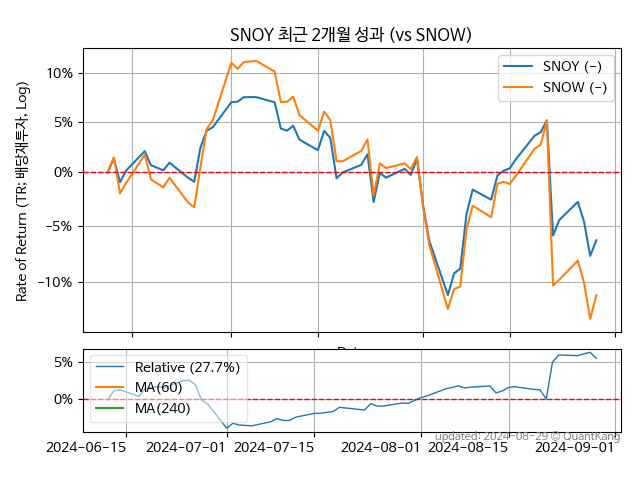 SNOY 최근 2개월 성과 (vs SNOW)
Rate of Return (TR; 배당재투자, Log)
10%
5%
0%
−5%
−10%
SNOY (-)
SNOW (-)
5%
0%
Relative (27.7%)
MA(60)
MA(240)
2024-06-15
2024-07-01
2024-07-15
2024-08-01
2024-08-15
2024-09-01
updated: 2024-08-29 © QuantKang